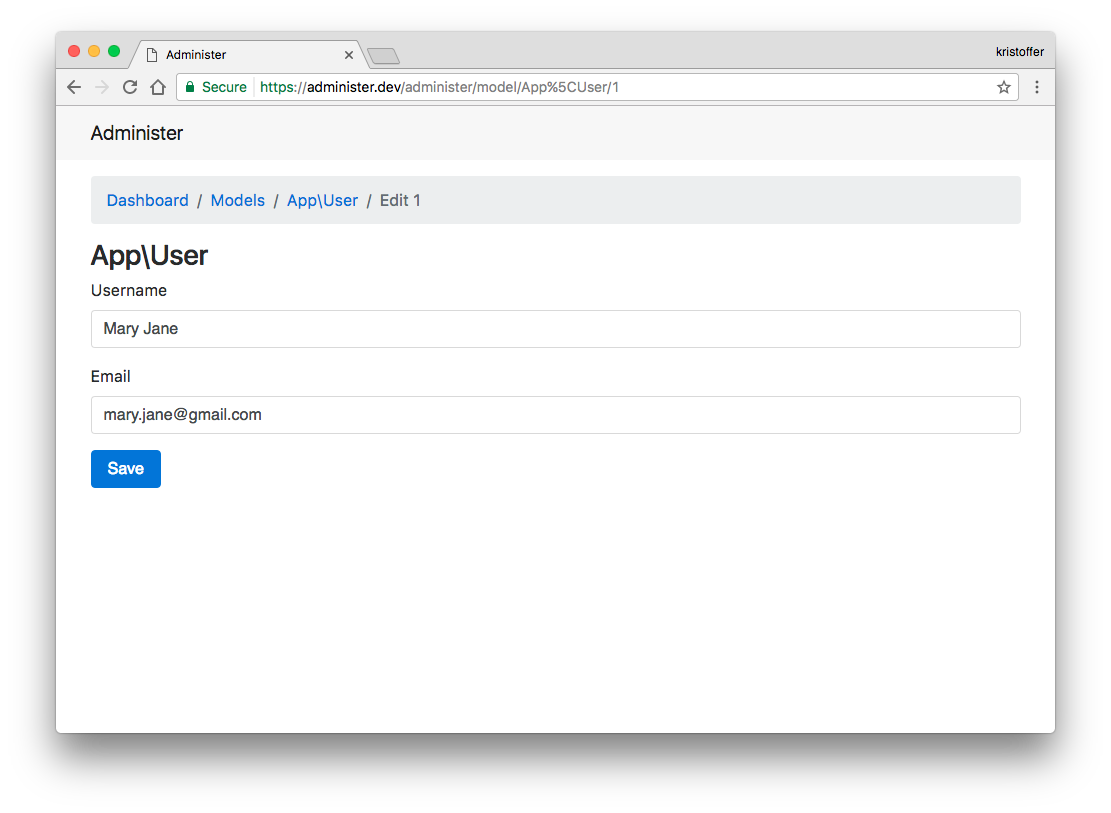 Administer
kristoffer
Secure https://administer.dev/administer/model/App%5CUser/1
Administer
Dashboard / Models / App\User / Edit 1
App\User
Username
Mary Jane
Email
mary.jane@gmail.com
Save